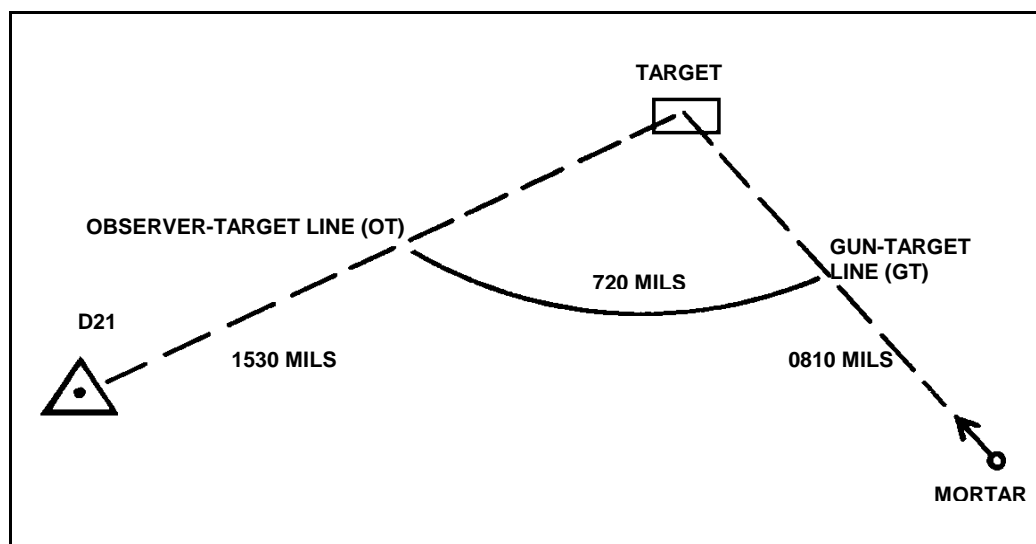 TARGET
OBSERVER-TARGET LINE (OT)
GUN-TARGET
LINE (GT)
720 MILS
D21
1530 MILS
0810 MILS
MORTAR